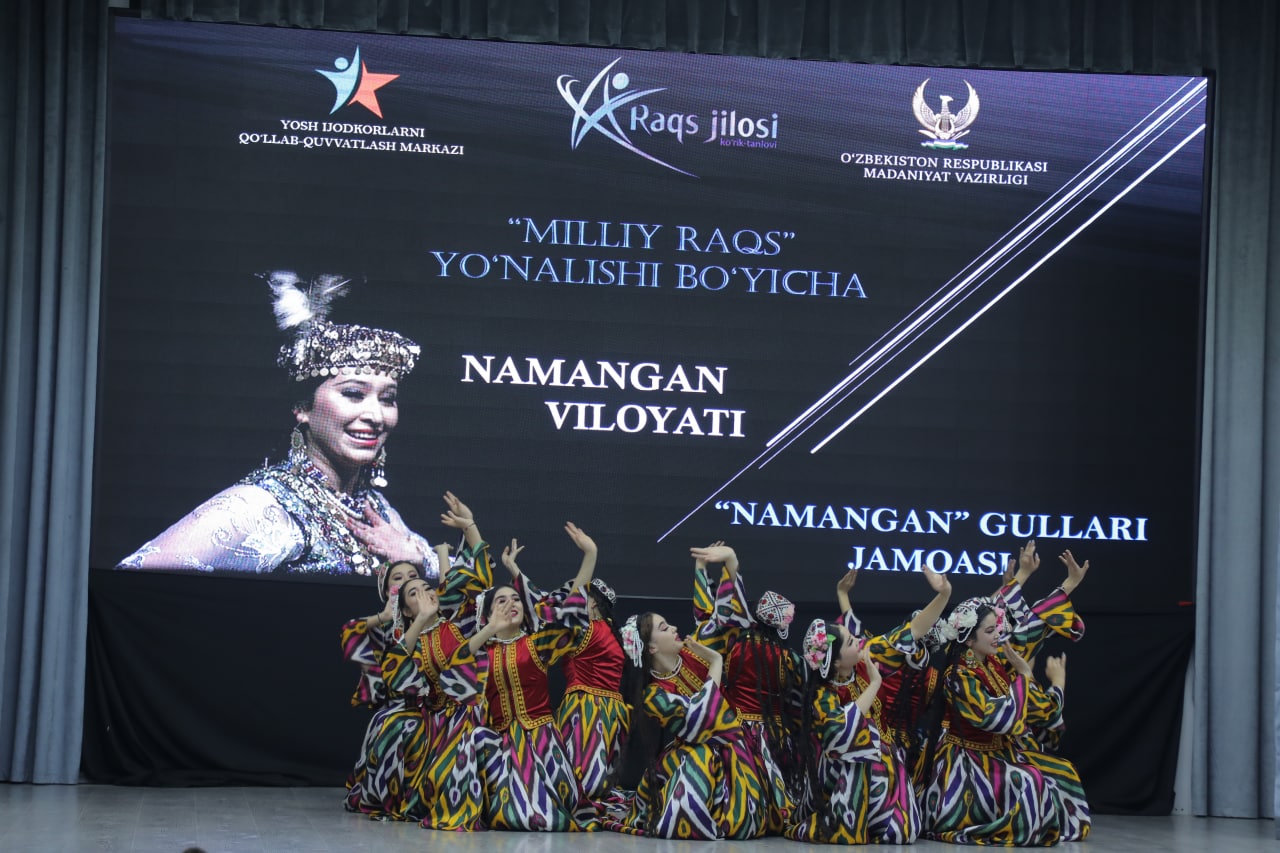 YOSH IJODKORLARNI
QO‘LLAB-QUVVATLASH MARKAZI
Raqs jilosi
ko‘rik-tanlovi
O‘ZBEKISTON RESPUBLIKASI
MADANIYAT VAZIRLIGI
“MILLIY RAQS”
YO‘NALISHI BO‘YICHA
NAMANGAN
VILOYATI
“NAMANGAN” GULLARI
JAMOASI